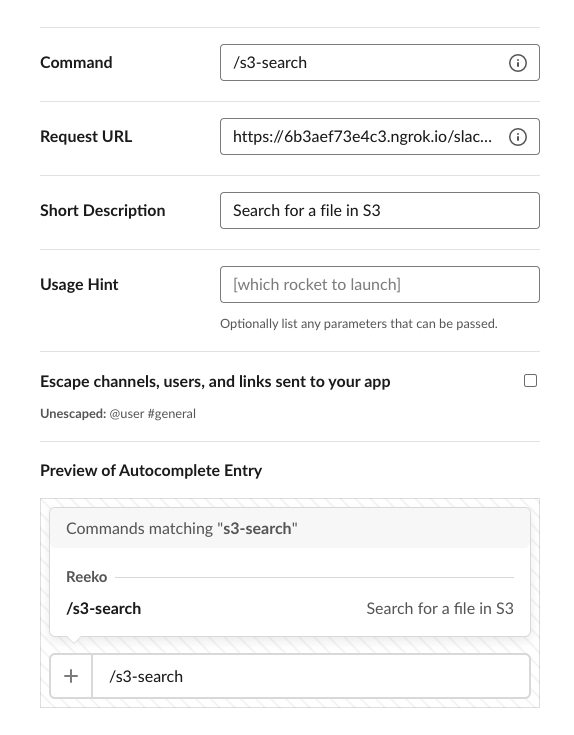 Command
/s3-search
Request URL
https://6b3aef73e4c3.ngrok.io/slac...
Short Description
Search for a file in S3
Usage Hint
[which rocket to launch]
Optionally list any parameters that can be passed.
Escape channels, users, and links sent to your app
Unescaped: @user #general
Preview of Autocomplete Entry
Commands matching "s3-search"
Reeko
/s3-search Search for a file in S3
+ /s3-search